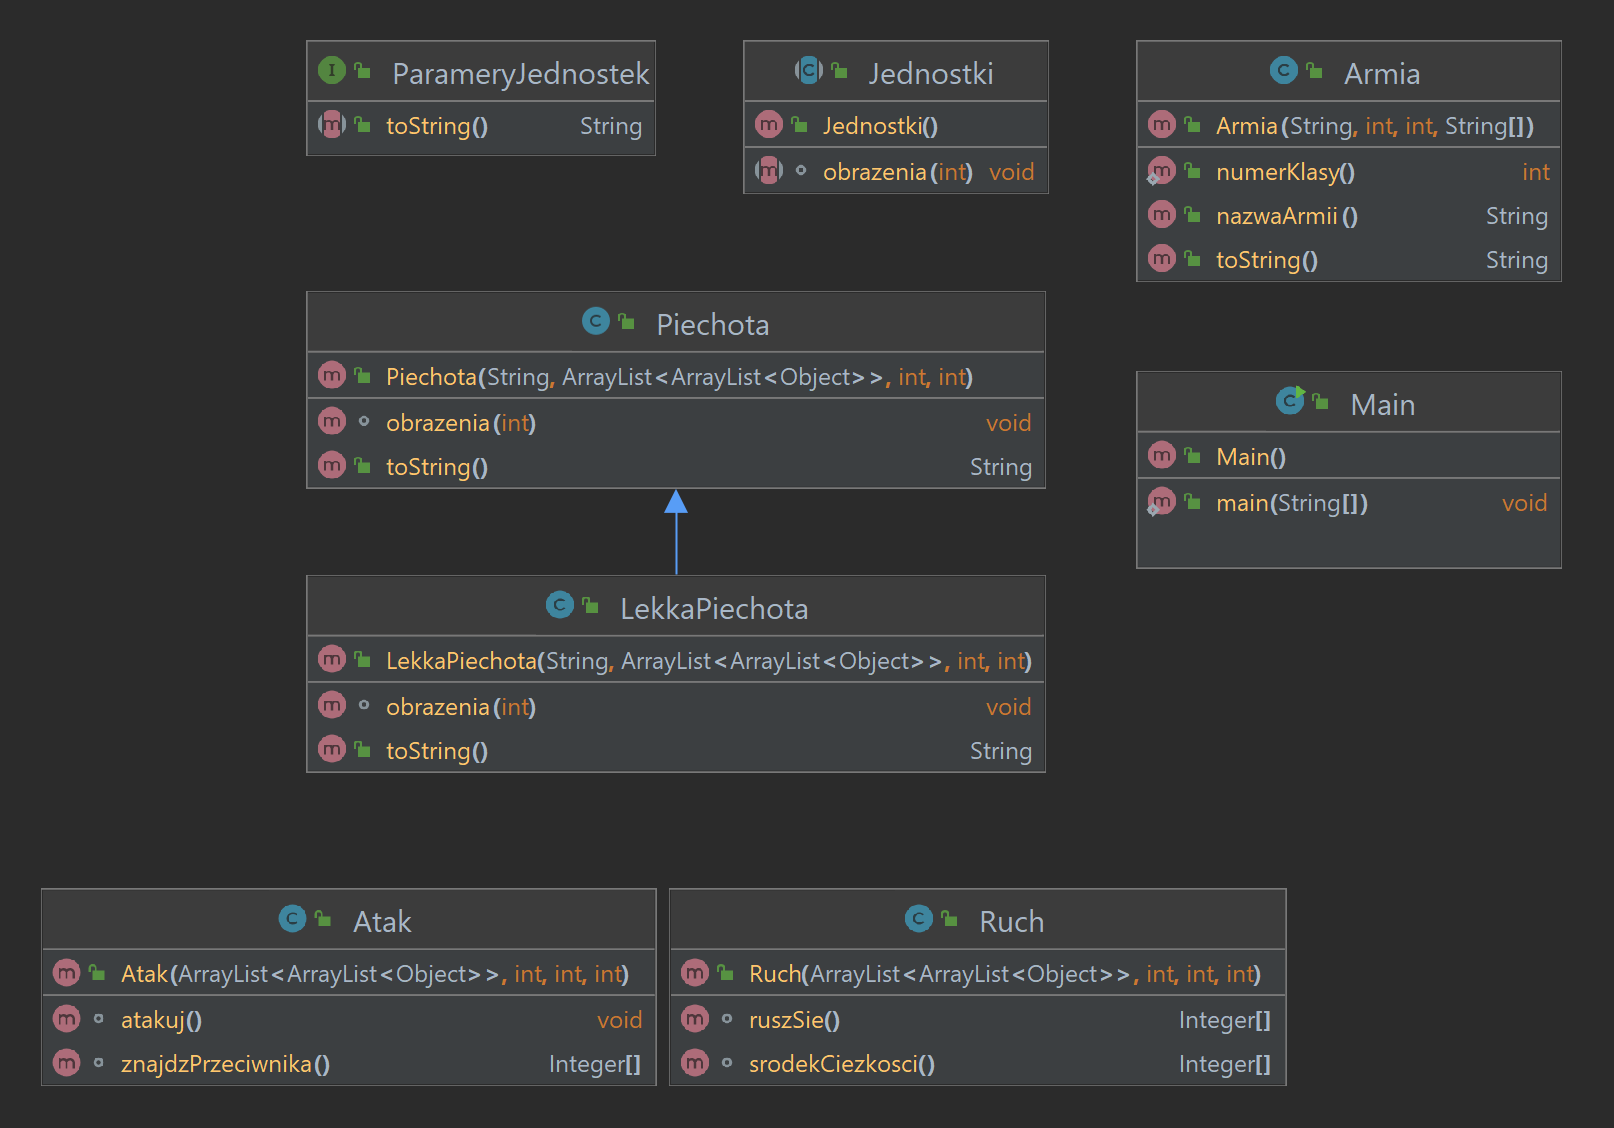 ParameryJednostek
toString() String
Jednostki
Jednostki()
obrazenia(int) void
Armia
Armia(String, int, int, String[])
numerKlasy() int
nazwaArmii() String
toString() String
Piechota
Piechota(String, ArrayList<ArrayList<Object>>, int, int)
obrazenia(int) void
toString() String
Main
Main()
main(String[]) void
LekkaPiechota
LekkaPiechota(String, ArrayList<ArrayList<Object>>, int, int)
obrazenia(int) void
toString() String
Atak
Atak(ArrayList<ArrayList<Object>>, int, int, int)
atakuj() void
znajdzPrzeciwnika() Integer[]
Ruch
Ruch(ArrayList<ArrayList<Object>>, int, int, int)
ruszSie() Integer[]
srodekCiezkosci() Integer[]